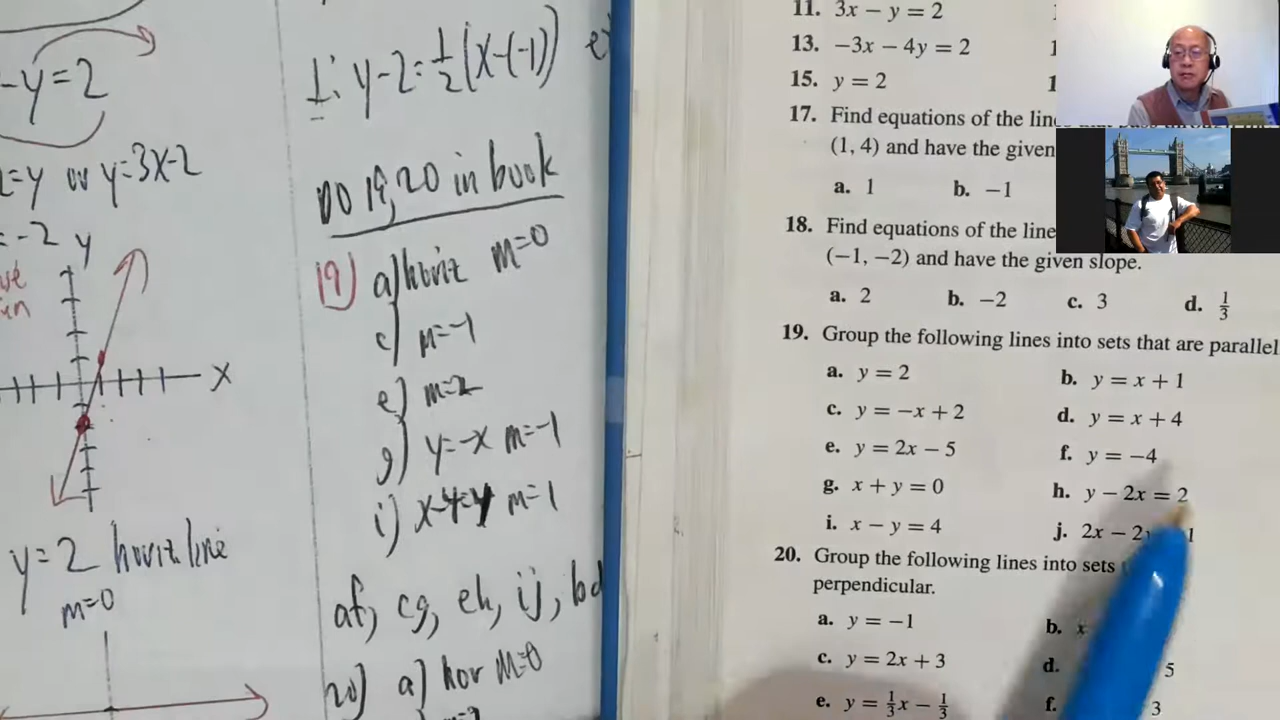 -y=2
=y or y=3x-2
=-2 y
x
y=2 horiz line
m=0
⊥: y-2=1/2(x-(-1))
DO 19,20 in book
19) a) horiz m=0
c) m=-1
e) m=2
g) y=-x m=-1
i) x-4=y m=1
af, cg, eh, ij, bd
20) a) hor m=0
11. 3x − y = 2
13. −3x − 4y = 2
15. y = 2
17. Find equations of the lin
(1, 4) and have the given
a. 1 b. −1
18. Find equations of the line
(−1, −2) and have the given slope.
a. 2 b. −2 c. 3 d. 1/3
19. Group the following lines into sets that are parallel
a. y = 2 b. y = x + 1
c. y = −x + 2 d. y = x + 4
e. y = 2x − 5 f. y = −4
g. x + y = 0 h. y − 2x = 2
i. x − y = 4 j. 2x − 2
20. Group the following lines into sets
perpendicular.
a. y = −1 b. x
c. y = 2x + 3 d. 5
e. y = 1/3x − 1/3 f. 3